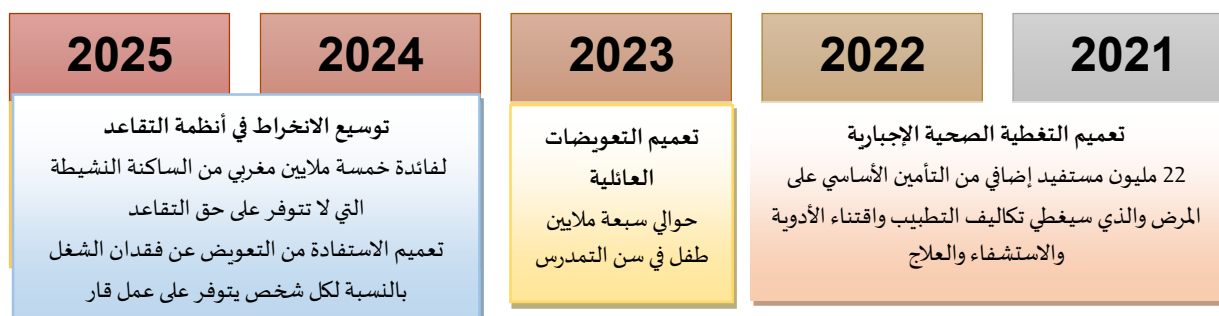 2021
2022
2023
2024
2025
تعميم التغطية الصحية الإجبارية
22 مليون مستفيد إضافي من التأمين الأساسي على
المرض والذي سيغطي تكاليف التطبيب واقتناء الأدوية
والاستشفاء والعلاج
تعميم التعويضات
العائلية
حوالي سبعة ملايين
طفل في سن التمدرس
توسيع الانخراط في أنظمة التقاعد
لفائدة خمسة ملايين مغربي من الساكنة النشيطة
التي لا تتوفر على حق التقاعد
تعميم الاستفادة من التعويض عن فقدان الشغل
بالنسبة لكل شخص يتوفر على عمل قار